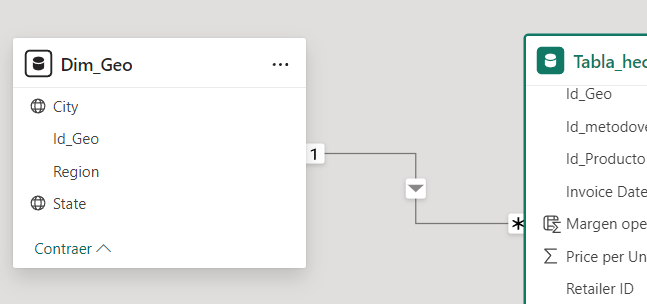 Dim_Geo
City
Id_Geo
Region
State
Contraer
1
*
Tabla_hec
Id_Geo
Id_metodove
Id_Producto
Invoice Date
Margen ope
Price per Un
Retailer ID